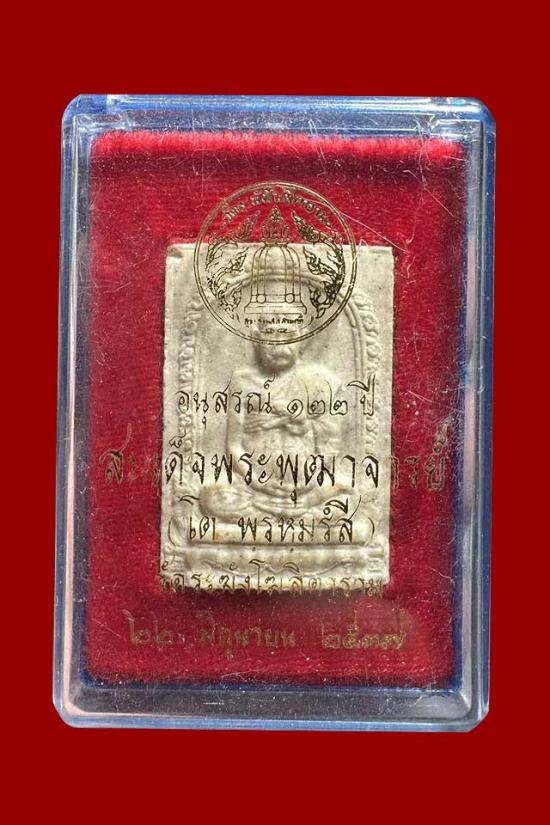 อนุสรณ์ ๑๒๒ ปี
สมเด็จพระพุฒาจารย์
(โต พฺรหฺมรํสี)
วัดระฆังโฆสิตาราม
๒๒ มิถุนายน ๒๕๓๗